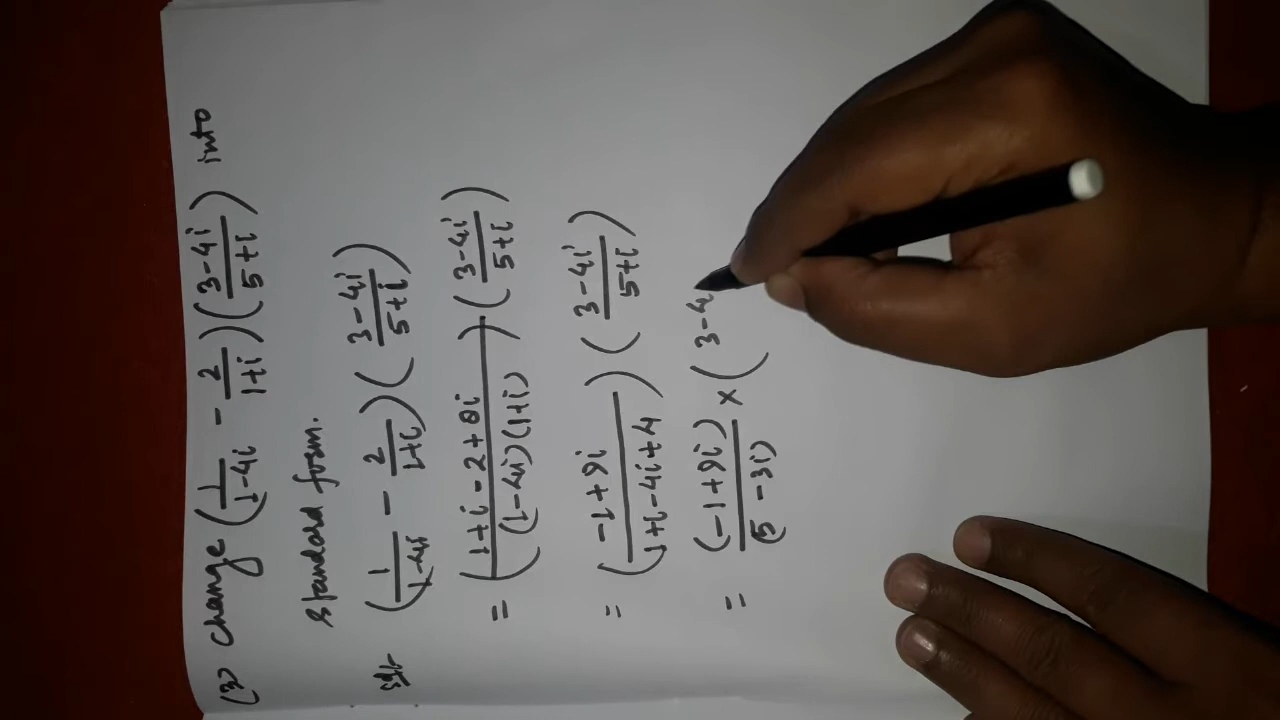 (3) change (1/1-4i - 2/1+i)(3-4i/5+i) into
standard form.
Sol: (1/1-4i - 2/1+i)(3-4i/5+i)
= (1+i-2+8i/(1-4i)(1+i))(3-4i/5+i)
= (-1+9i/1+i-4i+4)(3-4i/5+i)
= (-1+9i)/(5-3i) × (3-4i